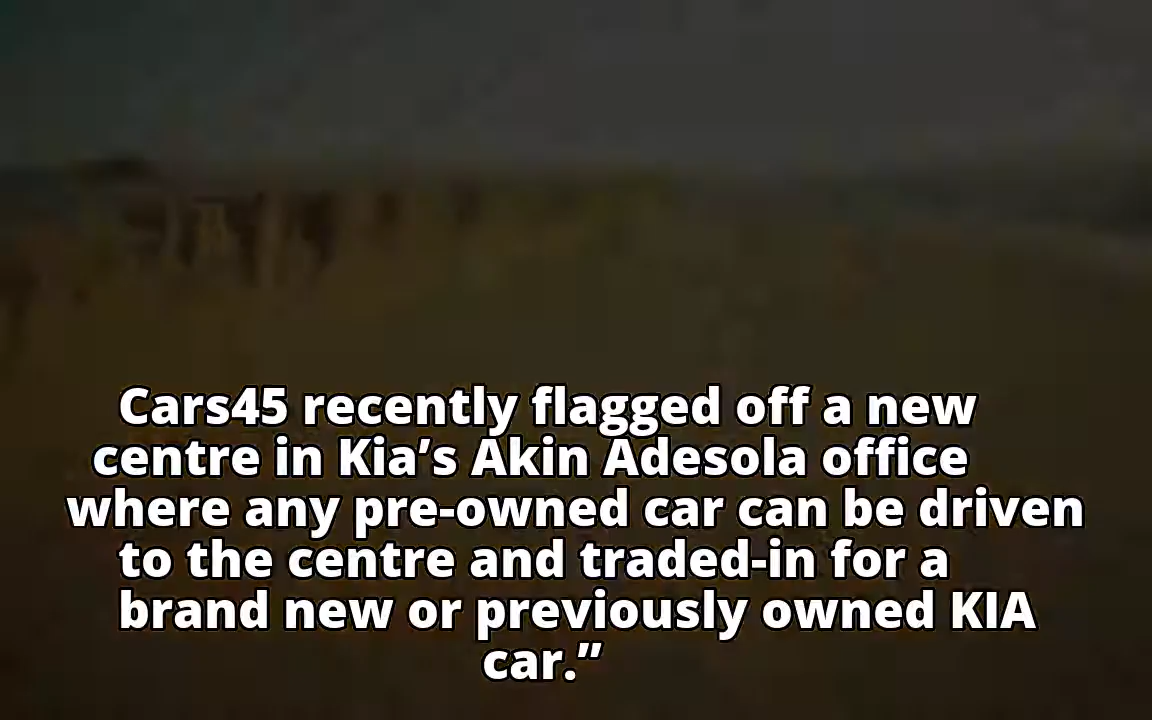 Cars45 recently flagged off a new
centre in Kia’s Akin Adesola office
where any pre-owned car can be driven
to the centre and traded-in for a
brand new or previously owned KIA
car.”